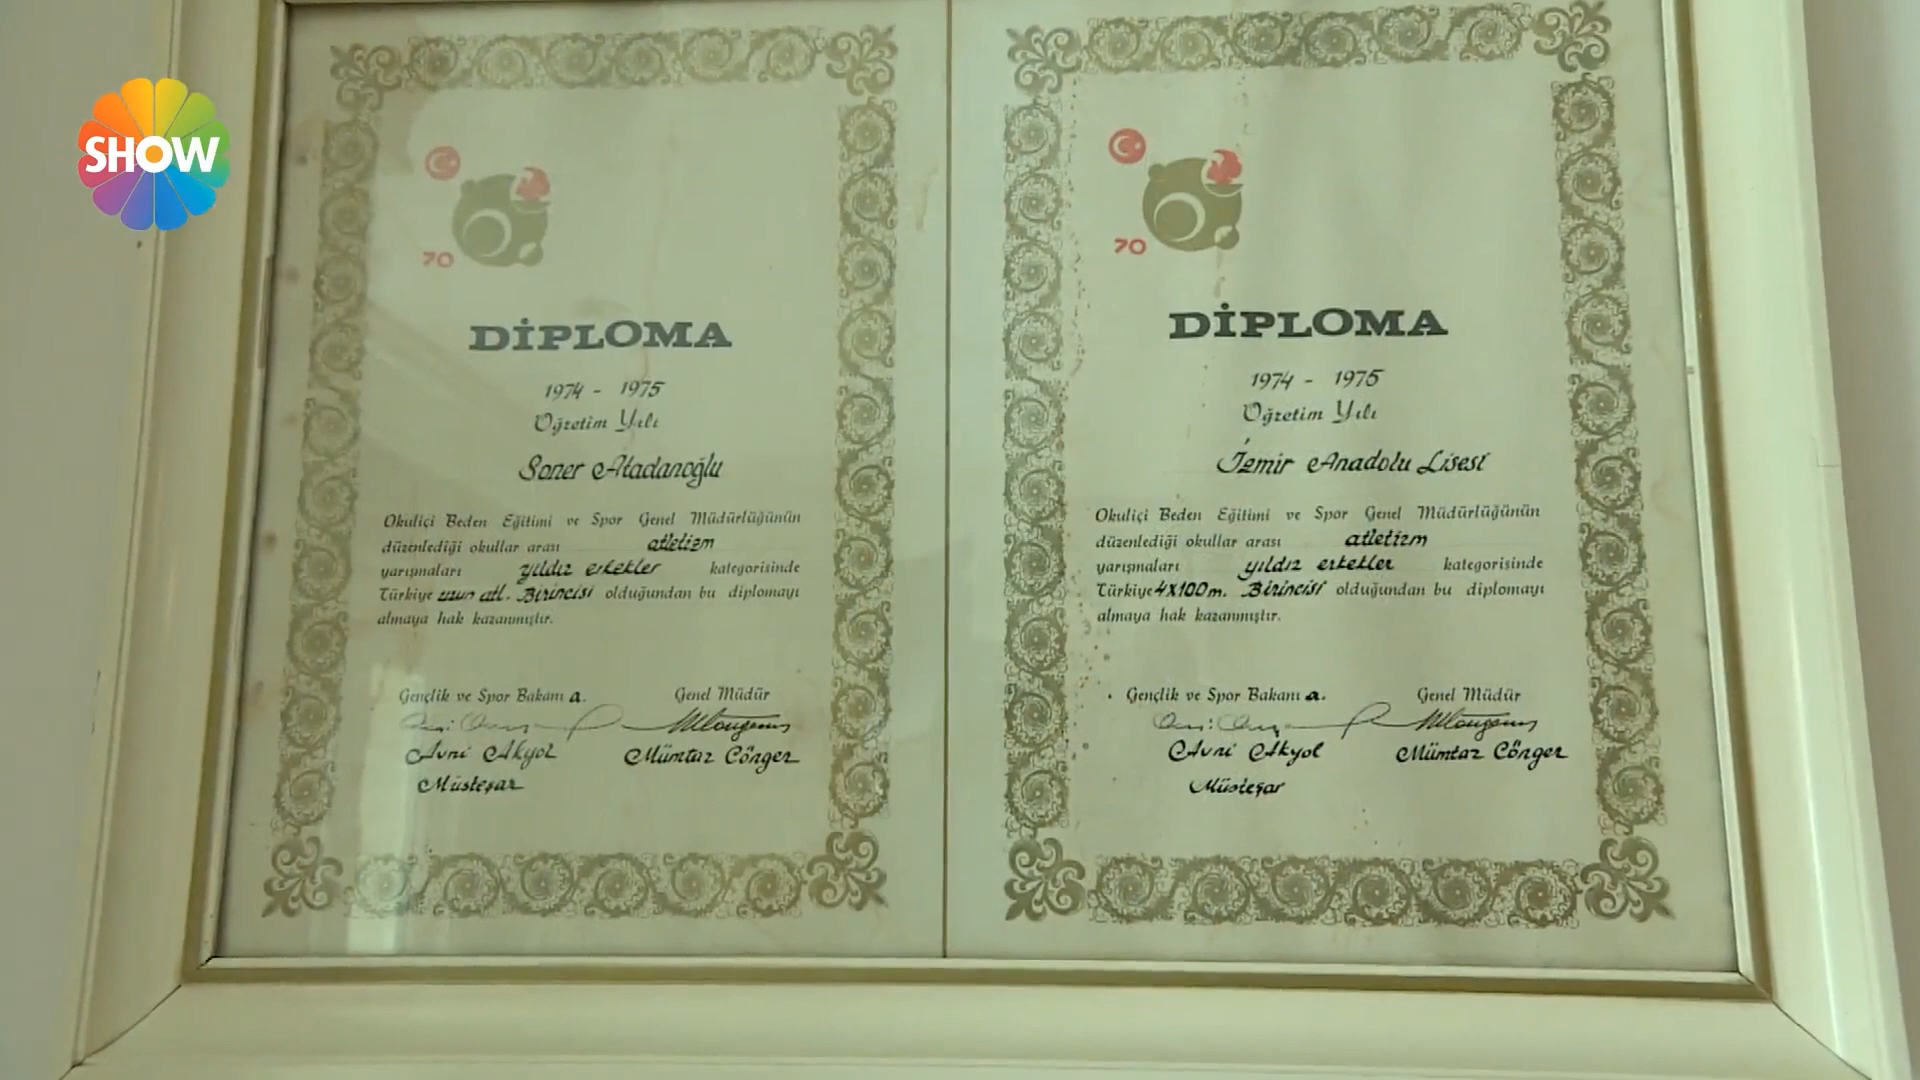 SHOW
70
DİPLOMA
1974 - 1975
Öğretim Yılı
Soner Atadanoğlu
Okuliçi Beden Eğitimi ve Spor Genel Müdürlüğünün
düzenlediği okullar arası atletizm
yarışmaları yıldız erkekler kategorisinde
Türkiye uzun atl. Birincisi olduğundan bu diplomayı
almaya hak kazanmıştır.
Gençlik ve Spor Bakanı a. Genel Müdür
Avni Akyol Mümtaz Cönger
Müsteşar
70
DİPLOMA
1974 - 1975
Öğretim Yılı
İzmir Anadolu Lisesi
Okuliçi Beden Eğitimi ve Spor Genel Müdürlüğünün
düzenlediği okullar arası atletizm
yarışmaları yıldız erkekler kategorisinde
Türkiye 4x100m. Birincisi olduğundan bu diplomayı
almaya hak kazanmıştır.
Gençlik ve Spor Bakanı a. Genel Müdür
Avni Akyol Mümtaz Cönger
Müsteşar